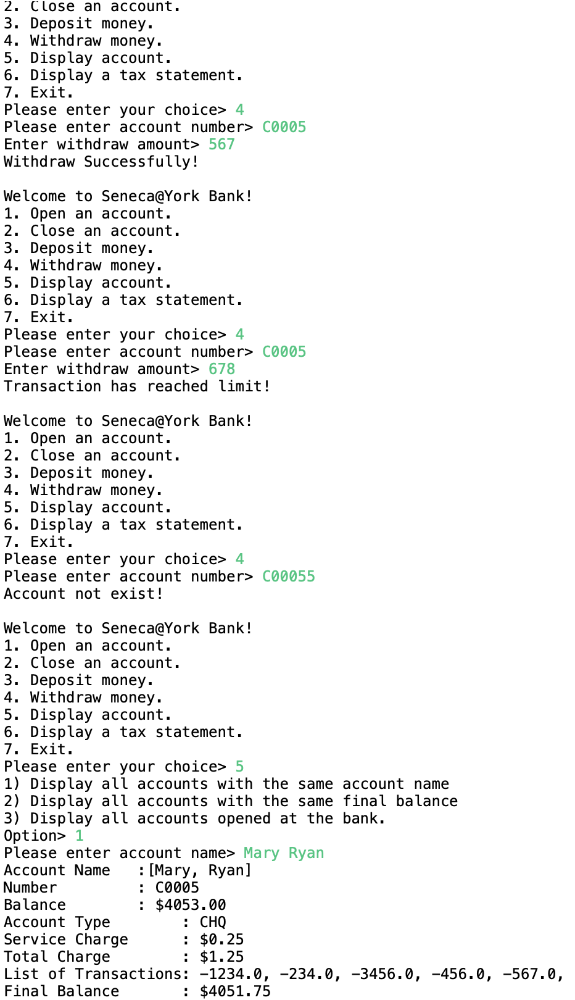 2. Close an account.
3. Deposit money.
4. Withdraw money.
5. Display account.
6. Display a tax statement.
7. Exit.
Please enter your choice> 4
Please enter account number> C0005
Enter withdraw amount> 567
Withdraw Successfully!

Welcome to Seneca@York Bank!
1. Open an account.
2. Close an account.
3. Deposit money.
4. Withdraw money.
5. Display account.
6. Display a tax statement.
7. Exit.
Please enter your choice> 4
Please enter account number> C0005
Enter withdraw amount> 678
Transaction has reached limit!

Welcome to Seneca@York Bank!
1. Open an account.
2. Close an account.
3. Deposit money.
4. Withdraw money.
5. Display account.
6. Display a tax statement.
7. Exit.
Please enter your choice> 4
Please enter account number> C00055
Account not exist!

Welcome to Seneca@York Bank!
1. Open an account.
2. Close an account.
3. Deposit money.
4. Withdraw money.
5. Display account.
6. Display a tax statement.
7. Exit.
Please enter your choice> 5
1) Display all accounts with the same account name
2) Display all accounts with the same final balance
3) Display all accounts opened at the bank.
Option> 1
Please enter account name> Mary Ryan
Account Name   :[Mary, Ryan]
Number         : C0005
Balance        : $4053.00
Account Type        : CHQ
Service Charge      : $0.25
Total Charge        : $1.25
List of Transactions: -1234.0, -234.0, -3456.0, -456.0, -567.0,
Final Balance       : $4051.75